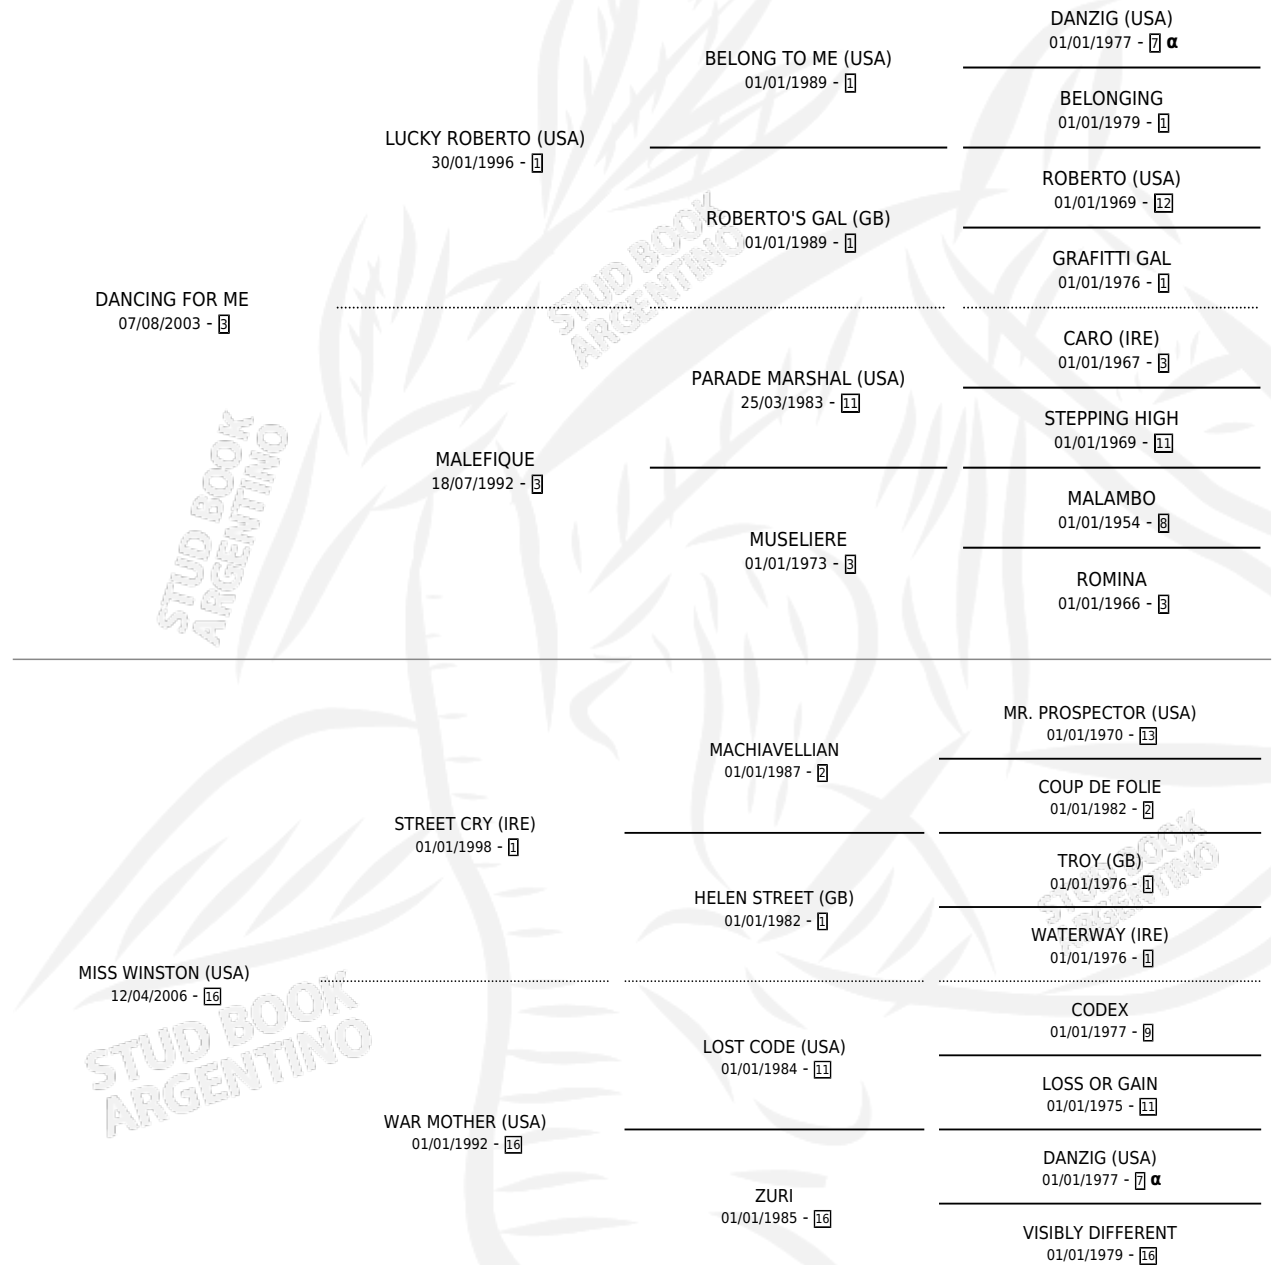 DANZIG (USA)
01/01/1977 - 7 α
BELONG TO ME (USA)
01/01/1989 - 1
BELONGING
01/01/1979 - 1
LUCKY ROBERTO (USA)
30/01/1996 - 1
ROBERTO (USA)
01/01/1969 - 12
ROBERTO'S GAL (GB)
01/01/1989 - 1
GRAFITTI GAL
01/01/1976 - 1
DANCING FOR ME
07/08/2003 - 3
CARO (IRE)
01/01/1967 - 3
PARADE MARSHAL (USA)
25/03/1983 - 11
STEPPING HIGH
01/01/1969 - 11
MALEFIQUE
18/07/1992 - 3
MALAMBO
01/01/1954 - 8
MUSELIERE
01/01/1973 - 3
ROMINA
01/01/1966 - 3
STUD BOOK
ARGENTINO
STUD BOOK
ARGENTINO
MR. PROSPECTOR (USA)
01/01/1970 - 13
MACHIAVELLIAN
01/01/1987 - 2
COUP DE FOLIE
01/01/1982 - 2
STREET CRY (IRE)
01/01/1998 - 1
TROY (GB)
01/01/1976 - 1
HELEN STREET (GB)
01/01/1982 - 1
WATERWAY (IRE)
01/01/1976 - 1
MISS WINSTON (USA)
12/04/2006 - 16
CODEX
01/01/1977 - 9
LOST CODE (USA)
01/01/1984 - 11
LOSS OR GAIN
01/01/1975 - 11
WAR MOTHER (USA)
01/01/1992 - 16
DANZIG (USA)
01/01/1977 - 7 α
ZURI
01/01/1985 - 16
VISIBLY DIFFERENT
01/01/1979 - 16
STUD BOOK
ARGENTINO
STUD BOOK
ARGENTINO